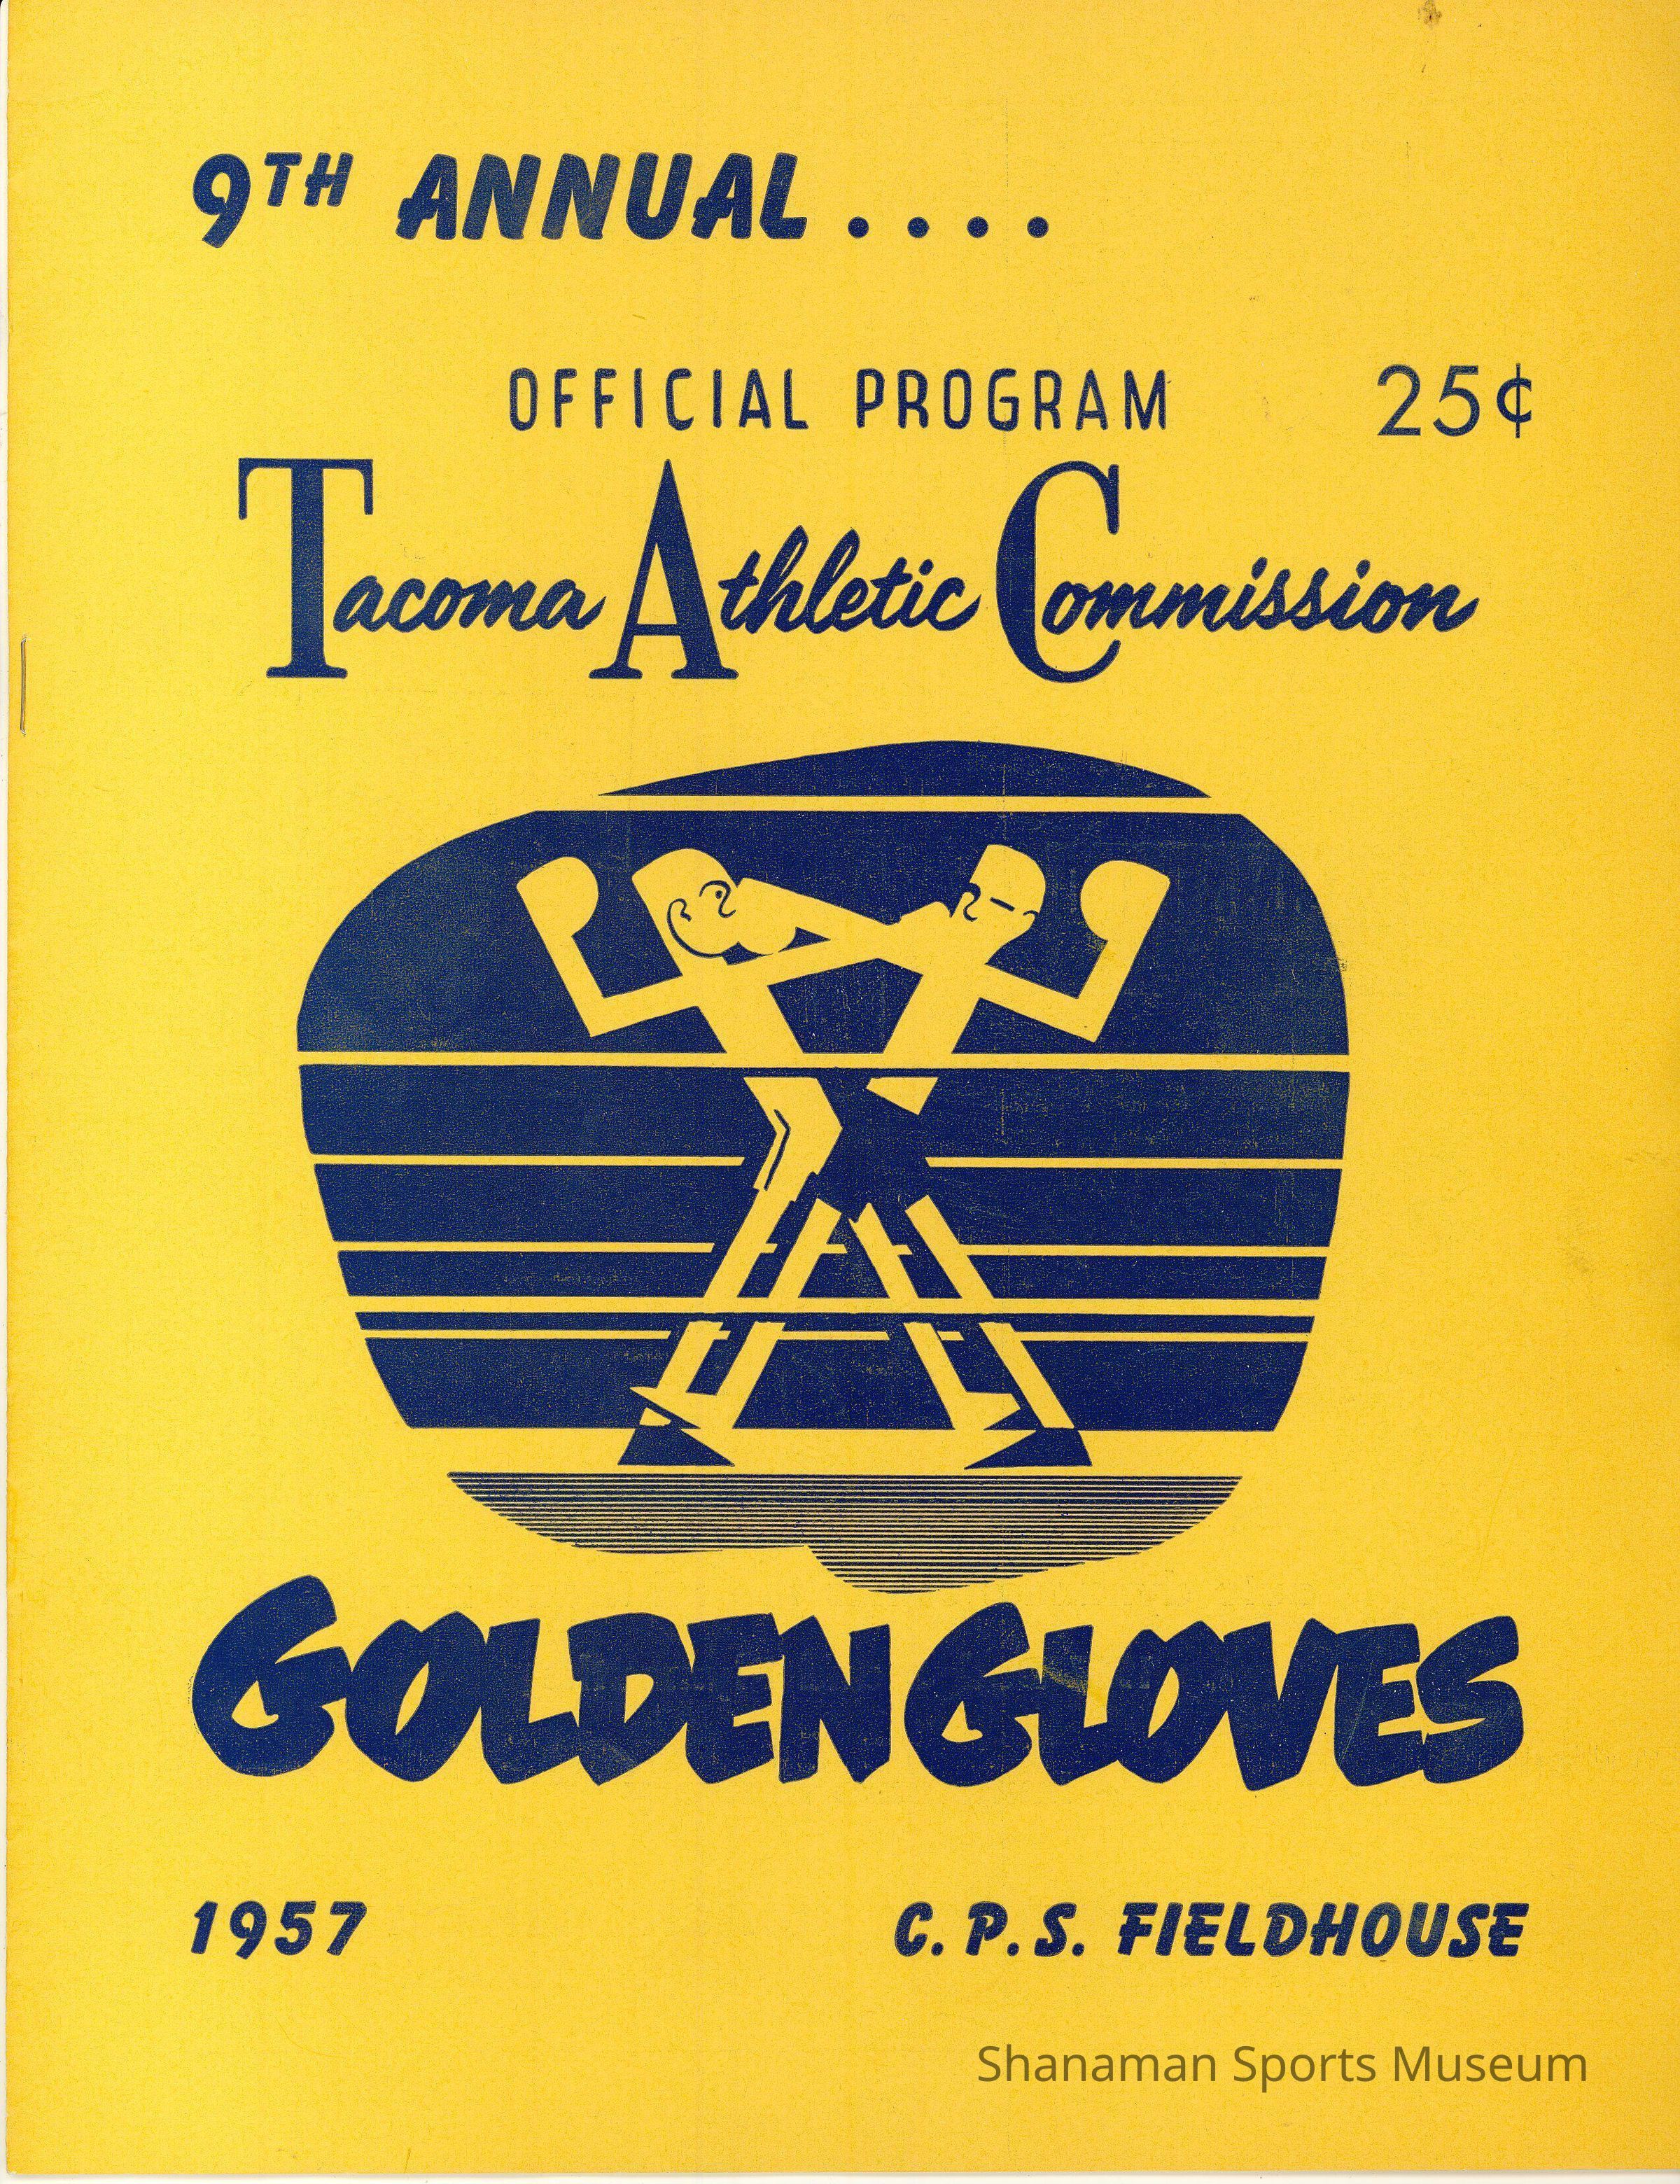 9TH ANNUAL....
OFFICIAL PROGRAM 25¢
Tacoma Athletic Commission
GOLDEN GLOVES
1957 C.P.S. FIELDHOUSE
Shanaman Sports Museum